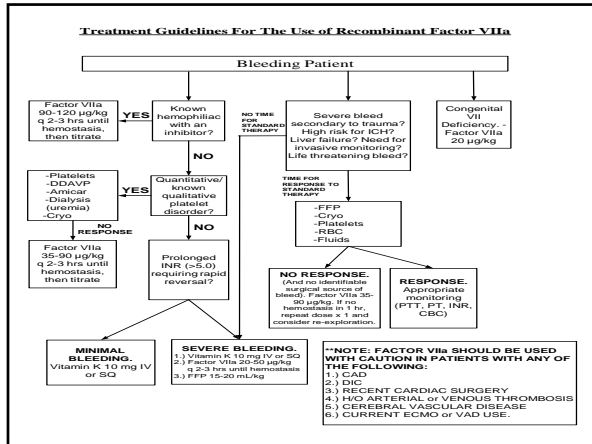 Treatment Guidelines For The Use of Recombinant Factor VIIa
Bleeding Patient
Factor VIIa
90-120 µg/kg
q 2-3 hrs until
hemostasis,
then titrate
YES
Known
hemophiliac
with an
inhibitor?
NO TIME
FOR
STANDARD
THERAPY
Severe bleed
secondary to trauma?
High risk for ICH?
Liver failure? Need for
invasive monitoring?
Life threatening bleed?
Congenital
VII
Deficiency. -
Factor VIIa
20 µg/kg
NO
-Platelets
-DDAVP
-Amicar
-Dialysis
(uremia)
-Cryo
YES
Quantitative/
known
qualitative
platelet
disorder?
TIME FOR
RESPONSE TO
STANDARD
THERAPY
-FFP
-Cryo
-Platelets
-RBC
-Fluids
NO
RESPONSE
NO
Factor VIIa
35-90 µg/kg
q 2-3 hrs until
hemostasis,
then titrate
Prolonged
INR (>5.0)
requiring rapid
reversal?
NO RESPONSE.
(And no identifiable
surgical source of
bleed). Factor VIIa 35-
90 µg/kg. If no
hemostasis in 1 hr,
repeat dose x 1 and
consider re-exploration.
RESPONSE.
Appropriate
monitoring
(PTT, PT, INR,
CBC)
MINIMAL
BLEEDING.
Vitamin K 10 mg IV
or SQ
SEVERE BLEEDING.
1.) Vitamin K 10 mg IV or SQ
2.) Factor VIIa 20-50 µg/kg
q 2-3 hrs until hemostasis
3.) FFP 15-20 mL/kg
**NOTE: FACTOR VIIa SHOULD BE USED
WITH CAUTION IN PATIENTS WITH ANY OF
THE FOLLOWING:
1.) CAD
2.) DIC
3.) RECENT CARDIAC SURGERY
4.) H/O ARTERIAL or VENOUS THROMBOSIS
5.) CEREBRAL VASCULAR DISEASE
6.) CURRENT ECMO or VAD USE.